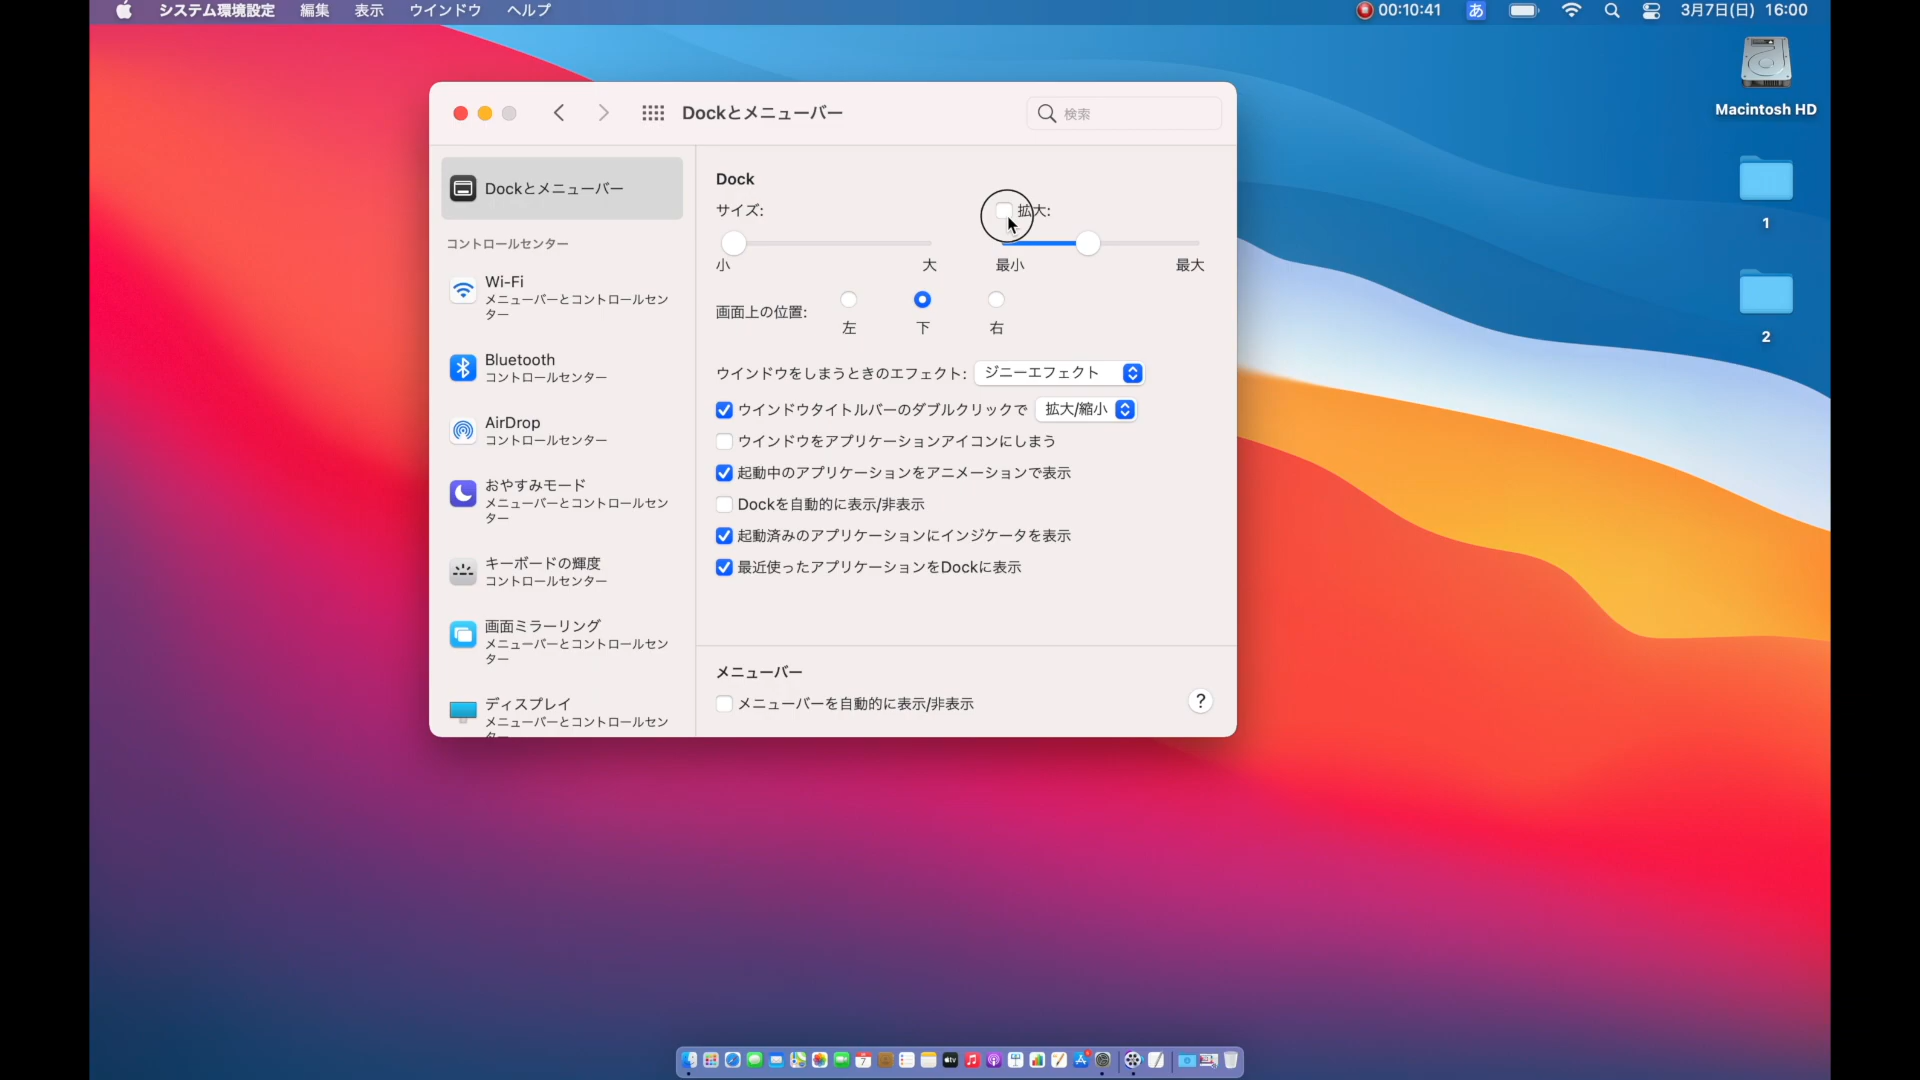 システム環境設定 編集 表示 ウインドウ ヘルプ 00:10:41 あ 3月7日(日) 16:00
Macintosh HD
1
2
Dockとメニューバー 検索
Dockとメニューバー
コントロールセンター
Wi-Fi
メニューバーとコントロールセン
ター
Bluetooth
コントロールセンター
AirDrop
コントロールセンター
おやすみモード
メニューバーとコントロールセン
ター
キーボードの輝度
コントロールセンター
画面ミラーリング
メニューバーとコントロールセン
ター
ディスプレイ
メニューバーとコントロールセン
ター
Dock
サイズ: 拡大:
小 大 最小 最大
画面上の位置: 左 下 右
ウインドウをしまうときのエフェクト: ジニーエフェクト
ウインドウタイトルバーのダブルクリックで 拡大/縮小
ウインドウをアプリケーションアイコンにしまう
起動中のアプリケーションをアニメーションで表示
Dockを自動的に表示/非表示
起動済みのアプリケーションにインジケータを表示
最近使ったアプリケーションをDockに表示
メニューバー
メニューバーを自動的に表示/非表示 ?